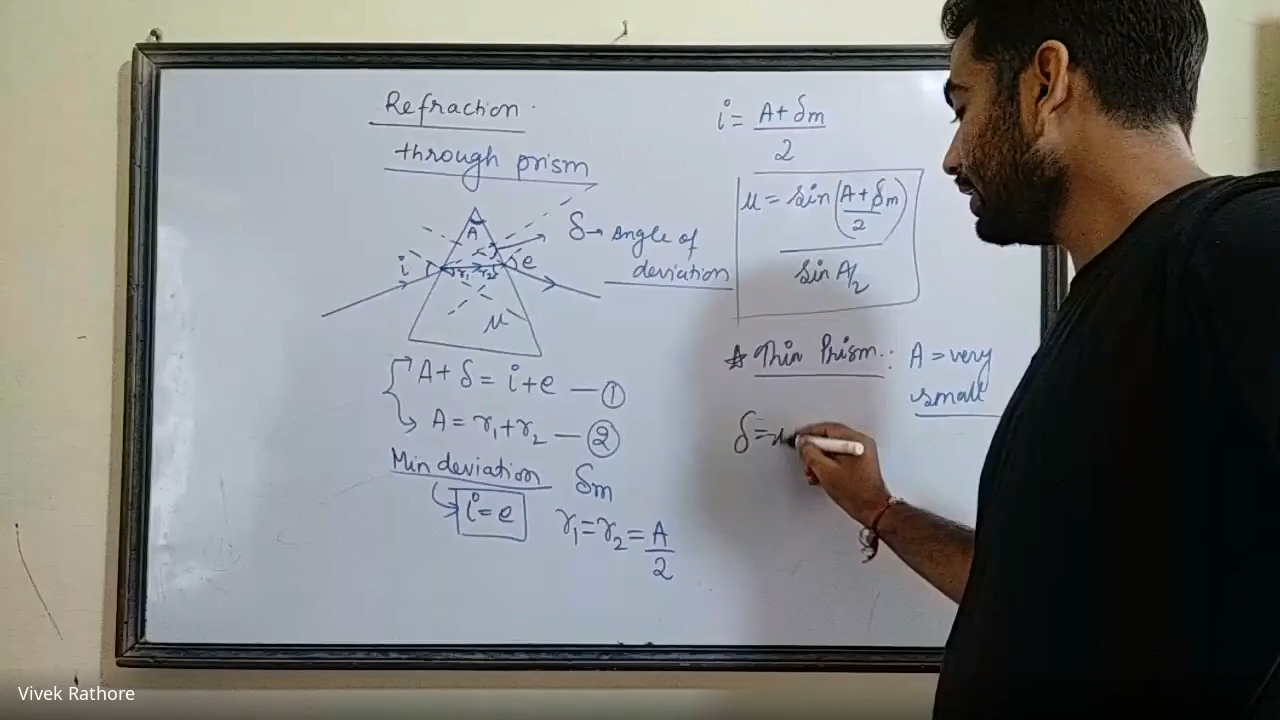 Refraction
through prism
A
δ → Angle of
deviation
i
r₁ r₂
e
μ
A + δ = i + e — ①
A = r₁ + r₂ — ②
Min deviation δm
i = e
r₁ = r₂ = A/2
i = A + δm / 2
μ = sin(A + δm / 2) / sin A/2
Thin Prism : A = very
small
δ =
Vivek Rathore